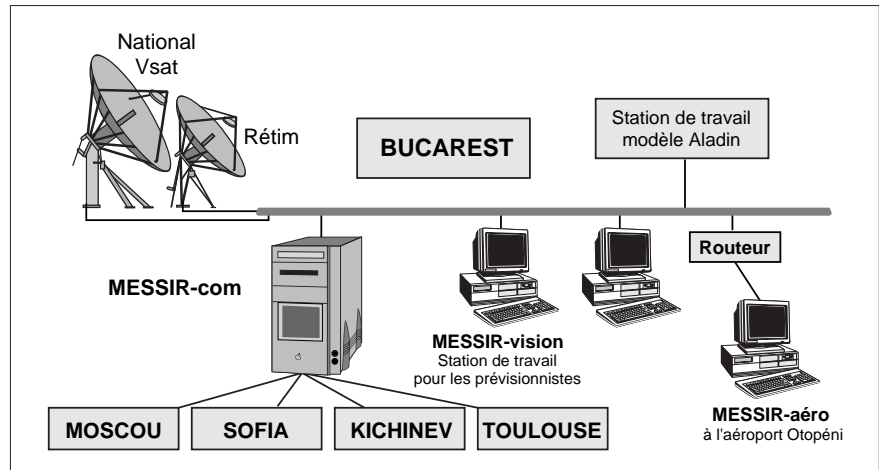 National
Vsat
Rétim
BUCAREST
Station de travail
modèle Aladin
MESSIR-com
Routeur
MESSIR-vision
Station de travail
pour les prévisionnistes
MESSIR-aéro
à l'aéroport Otopéni
MOSCOU
SOFIA
KICHINEV
TOULOUSE